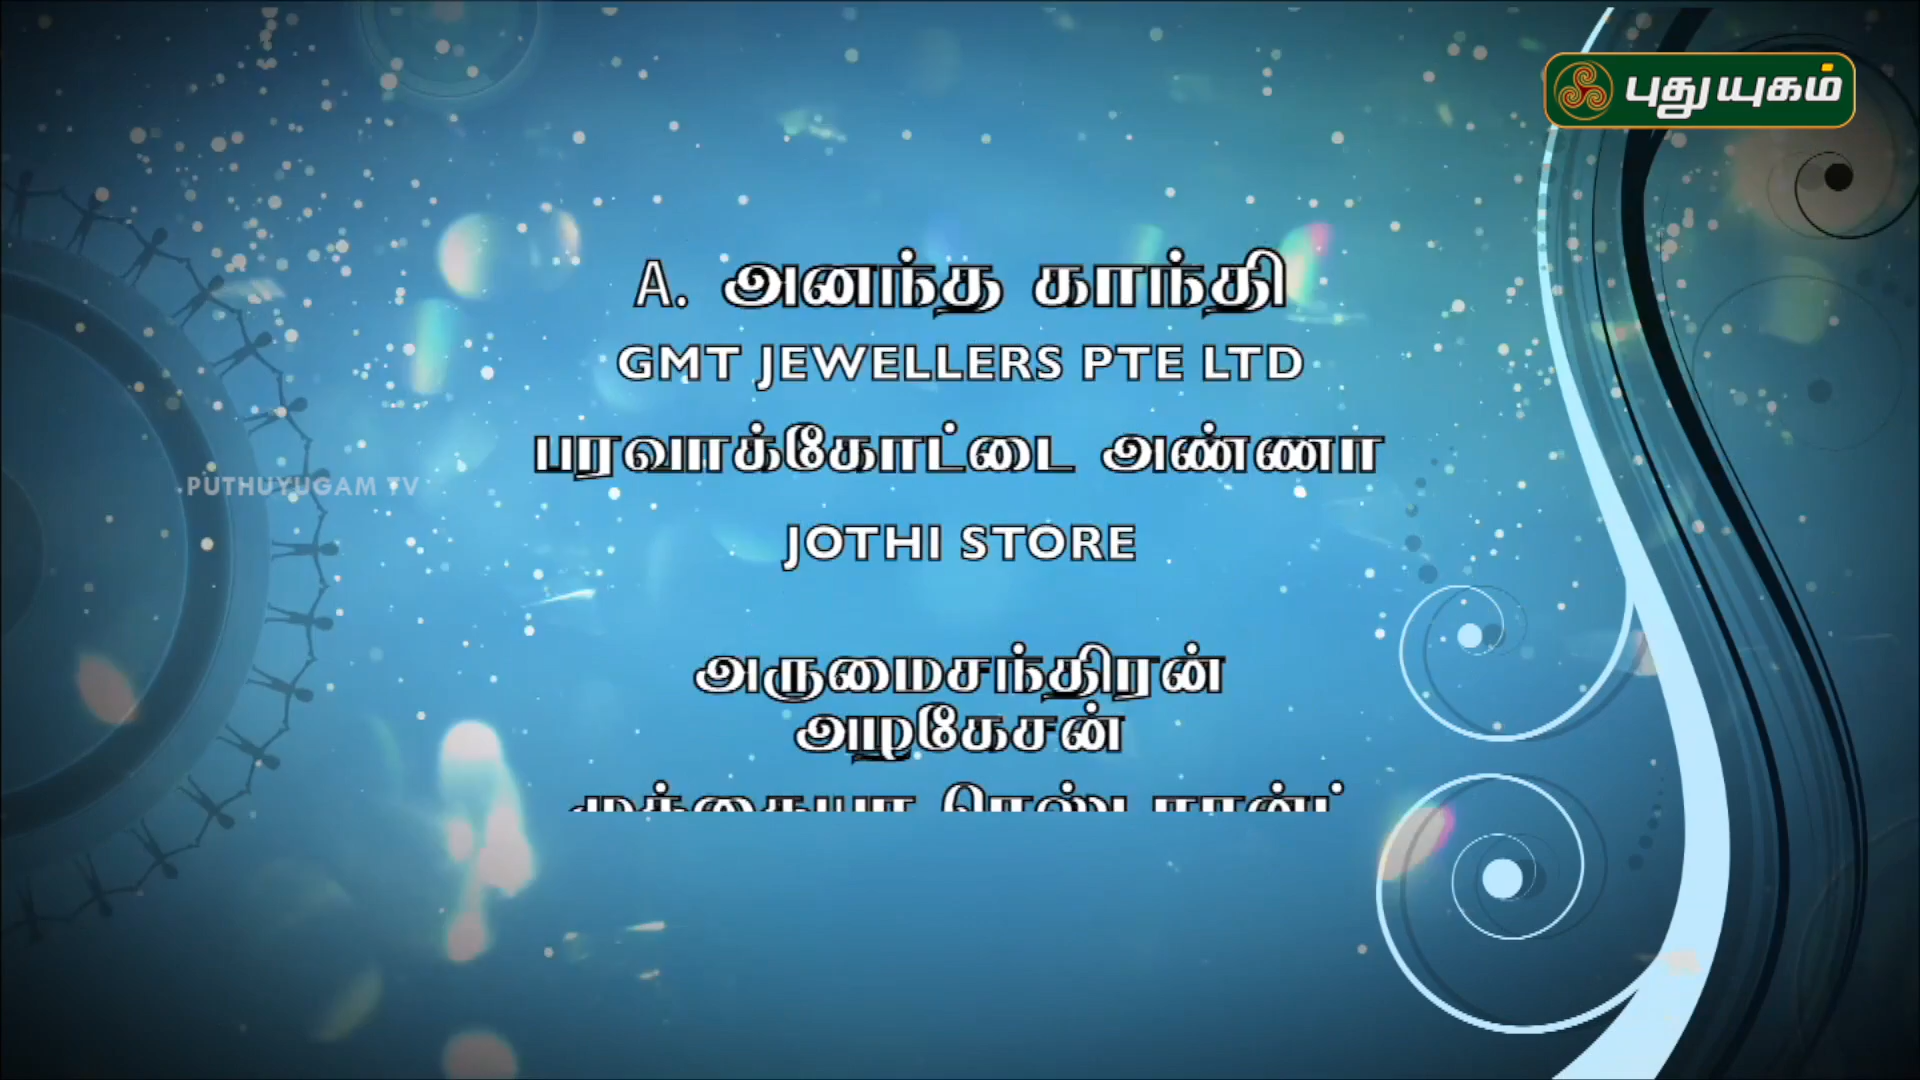 புதுயுகம்
A. அனந்த காந்தி
GMT JEWELLERS PTE LTD
பரவாக்கோட்டை அண்ணா
PUTHUYUGAM TV
JOTHI STORE
அருமைசந்திரன்
அழகேசன்